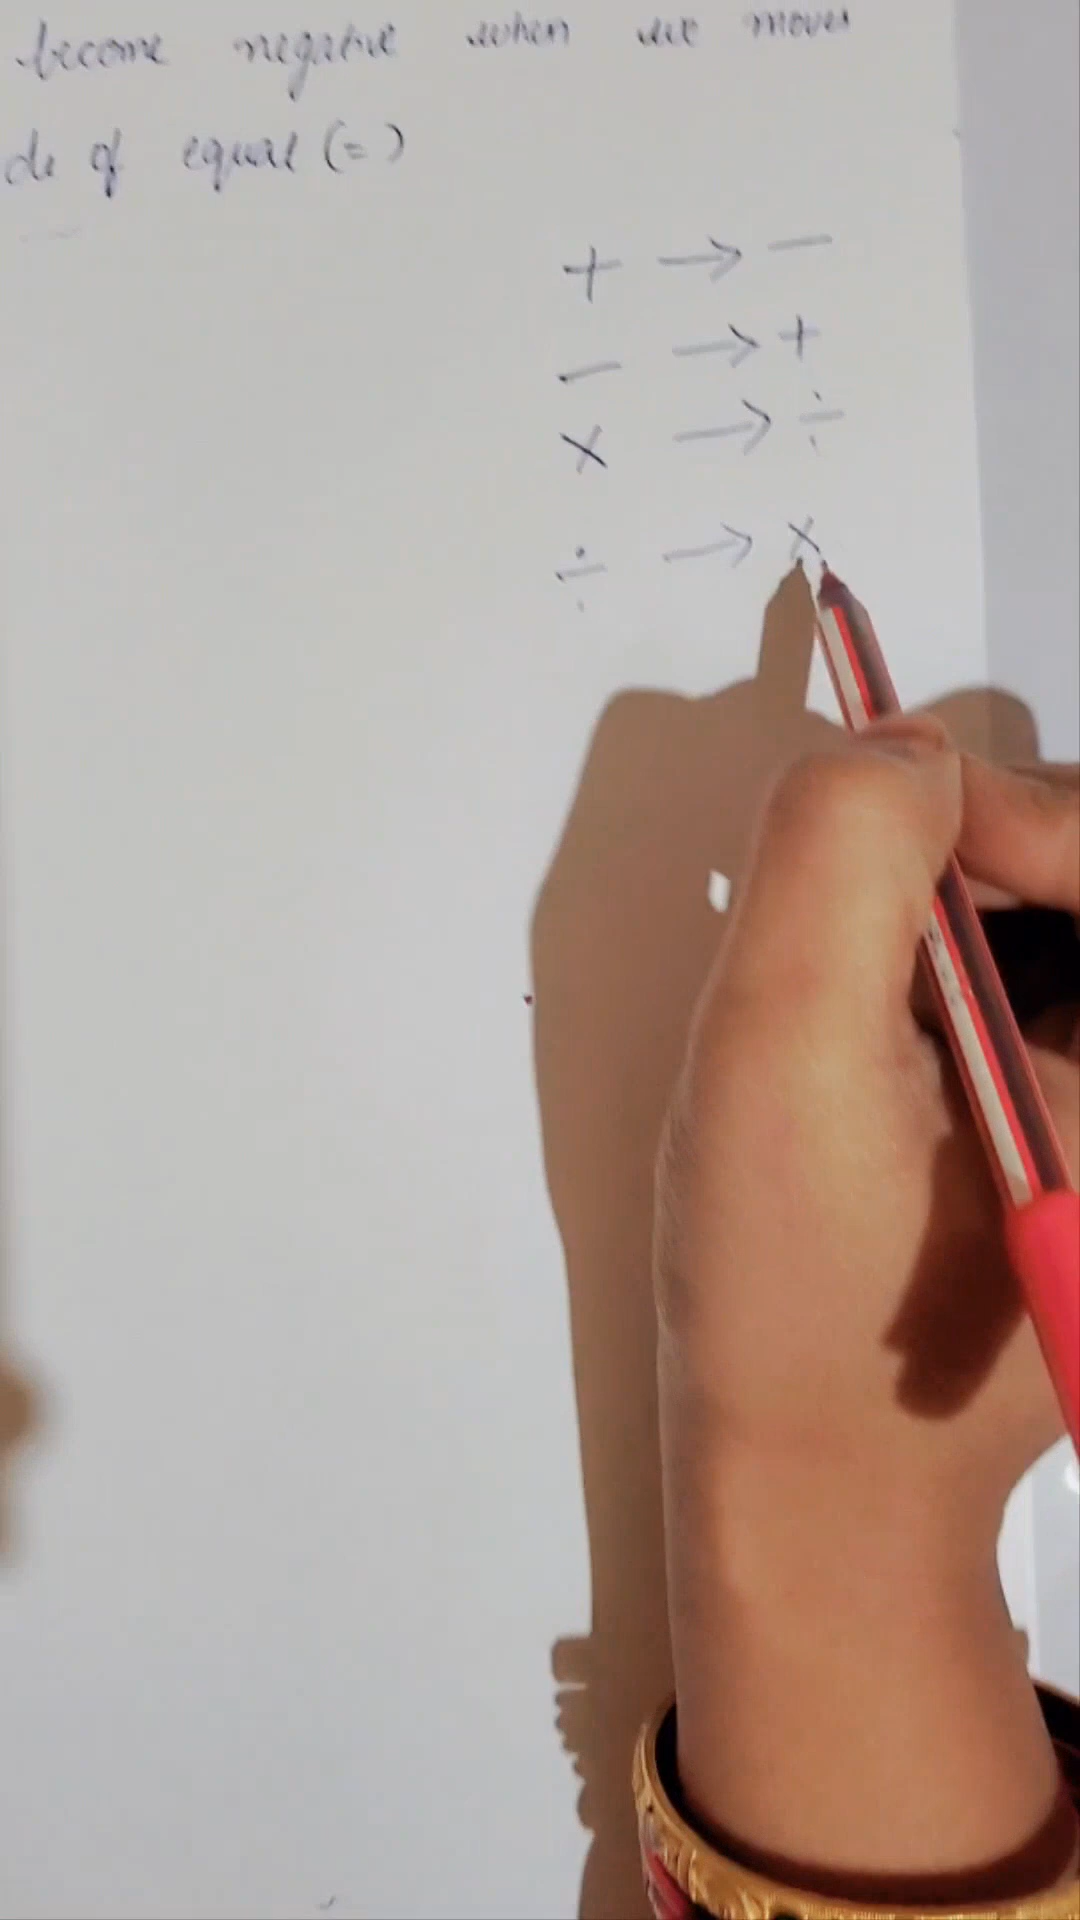 become negative when we moves
de of equal (=)
+ → −
− → +
× → ÷
÷ → ×